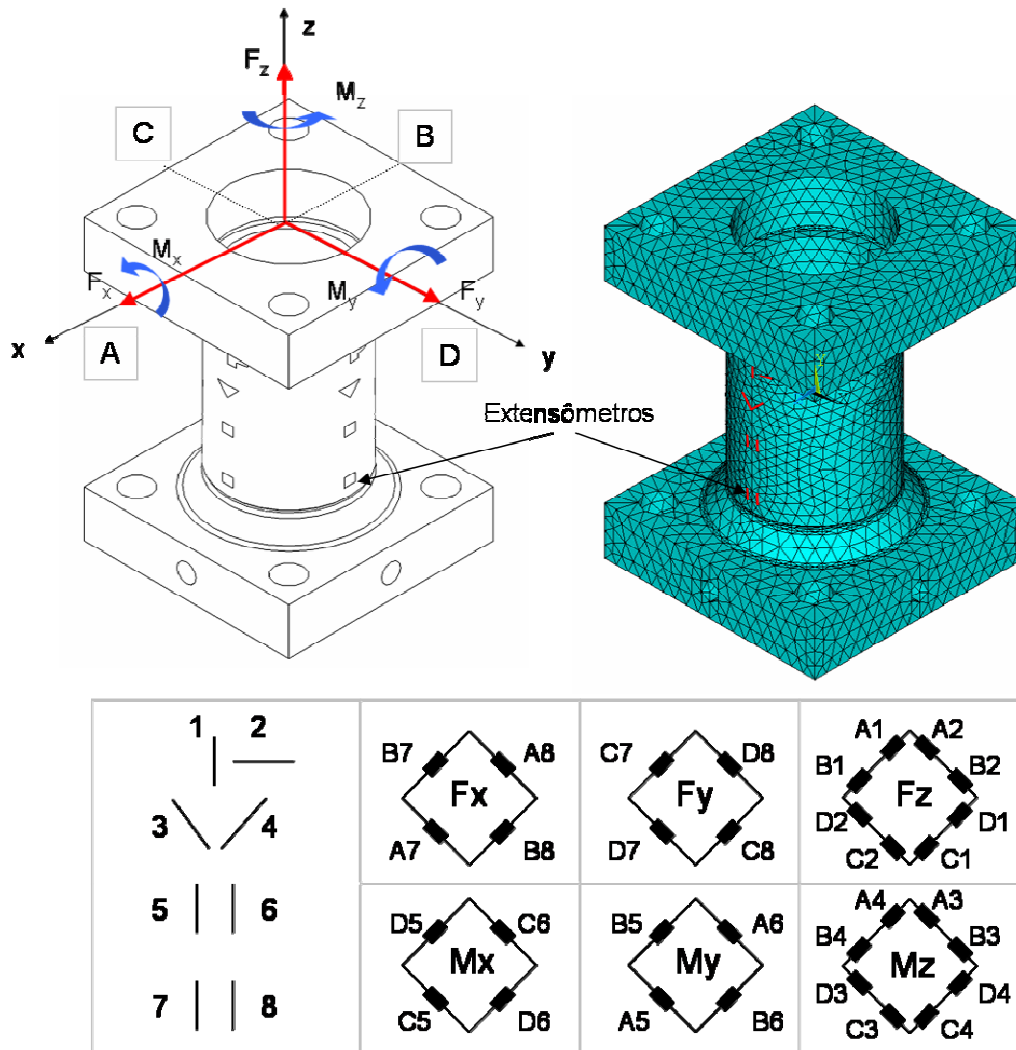 z
Fz
Mz
C
B
Mx
Fx
My
Fy
x
A
D
y
Extensômetros
1 2
3 4
5 6
7 8
B7 A8
Fx
A7 B8
C7 D8
Fy
D7 C8
A1 A2
B1 B2
Fz
D2 D1
C2 C1
D5 C6
Mx
C5 D6
B5 A6
My
A5 B6
A4 A3
B4 B3
Mz
D3 D4
C3 C4